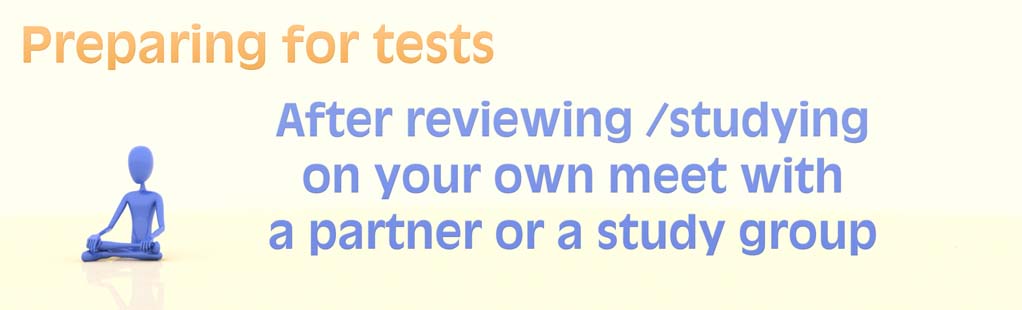 Preparing for tests
After reviewing /studying
on your own meet with
a partner or a study group